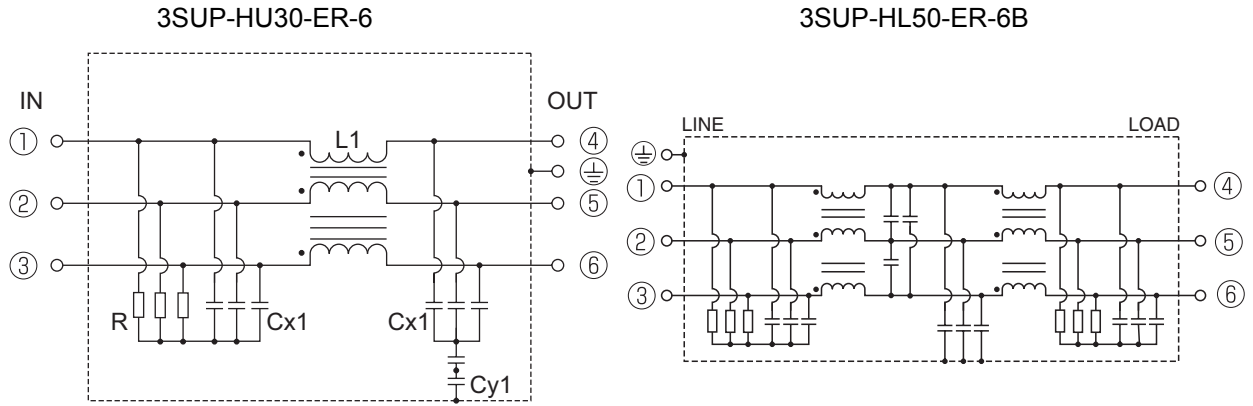 3SUP-HU30-ER-6
3SUP-HL50-ER-6B
IN
OUT
① L1 ④
② ⑤
③ ⑥
R Cx1 Cx1
Cy1
LINE LOAD
① ④
② ⑤
③ ⑥